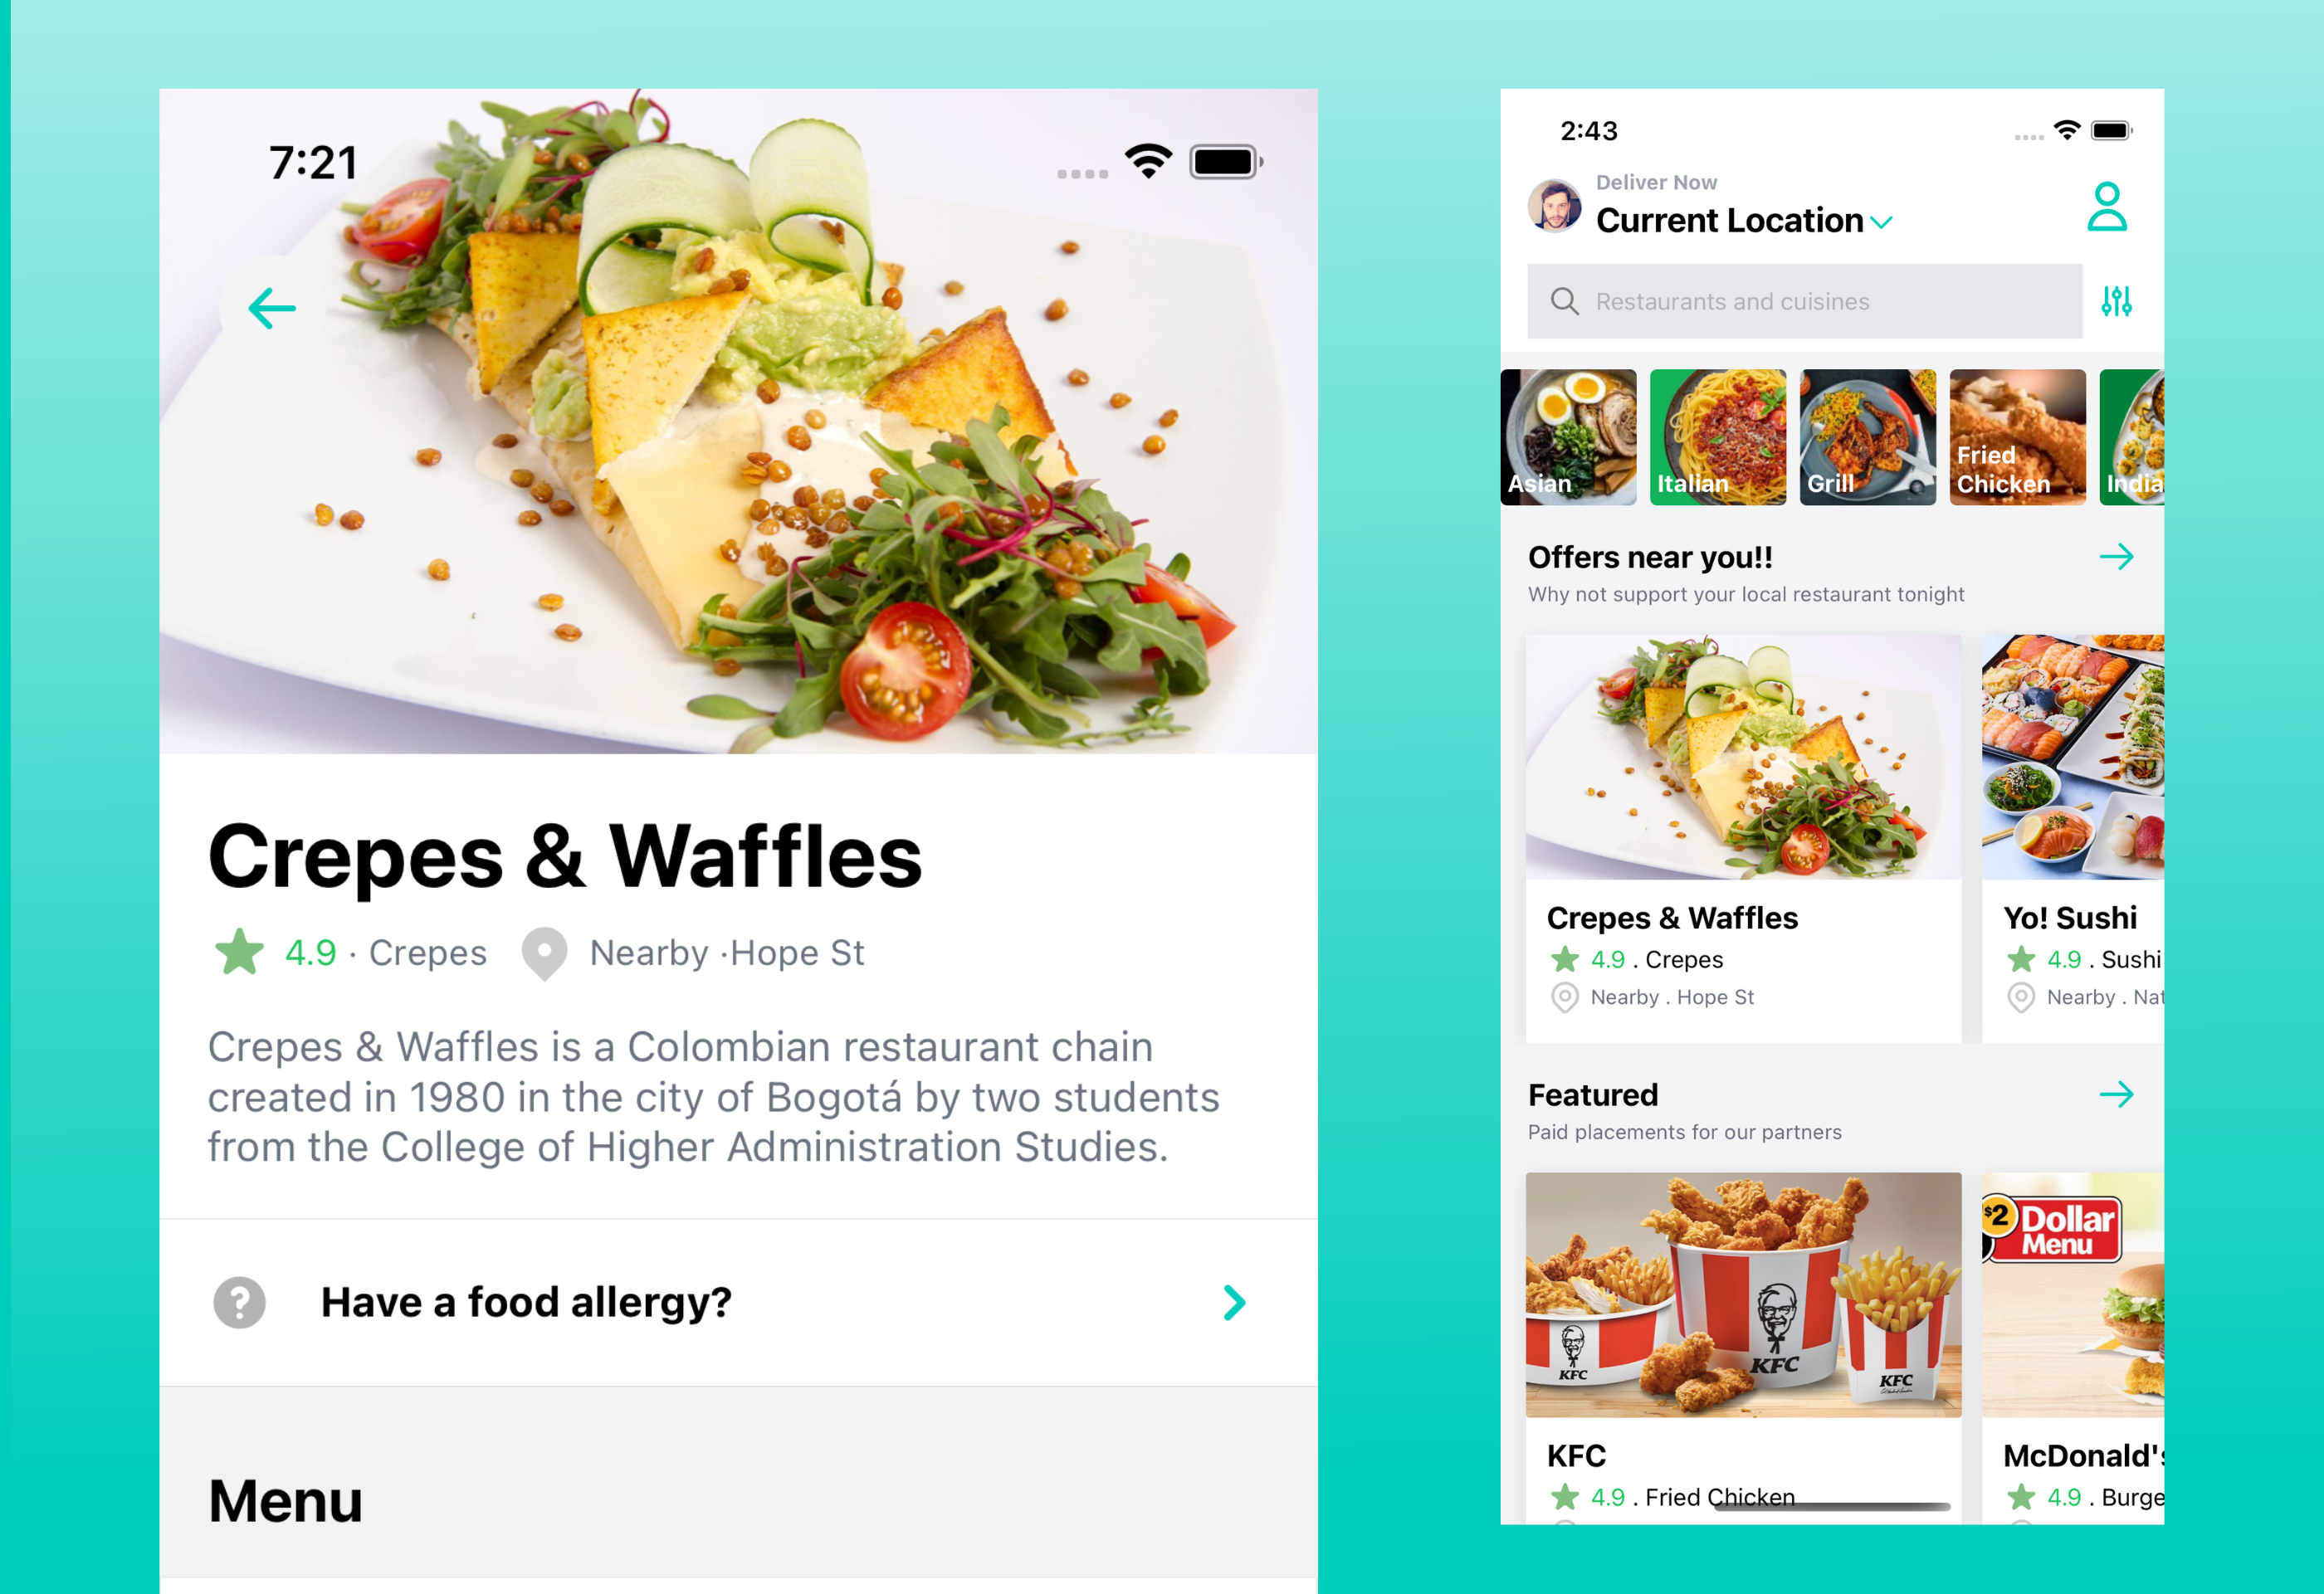 7:21
Crepes & Waffles
4.9 · Crepes Nearby ·Hope St
Crepes & Waffles is a Colombian restaurant chain
created in 1980 in the city of Bogotá by two students
from the College of Higher Administration Studies.
Have a food allergy?
Menu
2:43
Deliver Now
Current Location
Restaurants and cuisines
Asian
Italian
Grill
Fried
Chicken
India
Offers near you!!
Why not support your local restaurant tonight
Crepes & Waffles
4.9 . Crepes
Nearby . Hope St
Yo! Sushi
4.9 . Sushi
Nearby . Nat
Featured
Paid placements for our partners
KFC
KFC
KFC
$2 Dollar
Menu
KFC
4.9 . Fried Chicken
McDonald's
4.9 . Burge